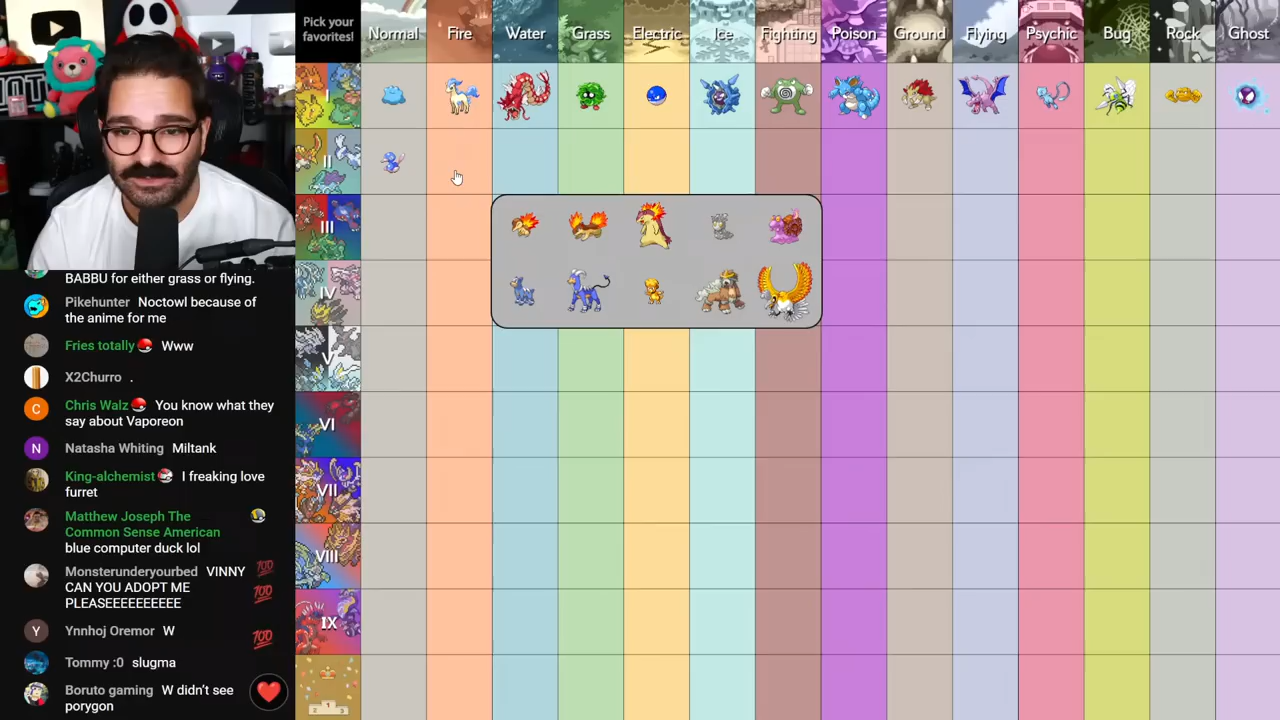 Pick your
favorites!
Normal
Fire
Water
Grass
Electric
Ice
Fighting
Poison
Ground
Flying
Psychic
Bug
Rock
Ghost
I
II
III
IV
V
VI
VII
VIII
IX
BABBU for either grass or flying.
Pikehunter Noctowl because of
the anime for me
Fries totally Www
X2Churro .
Chris Walz You know what they
say about Vaporeon
Natasha Whiting Miltank
King-alchemist I freaking love
furret
Matthew Joseph The
Common Sense American
blue computer duck lol
Monsterunderyourbed VINNY 💯
CAN YOU ADOPT ME 💯
PLEASEEEEEEEEEE
Ynnhoj Oremor W 💯
Tommy :0 slugma
Boruto gaming W didn't see
porygon